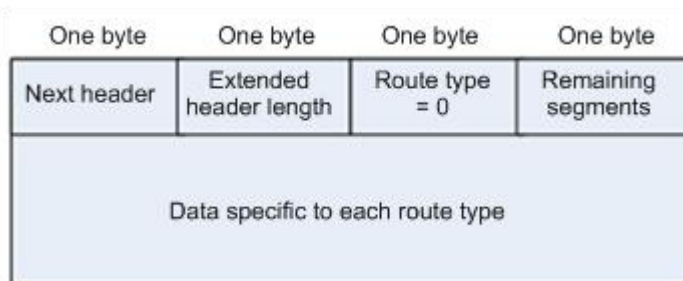 One byte One byte One byte One byte
Next header Extended header length Route type = 0 Remaining segments
Data specific to each route type